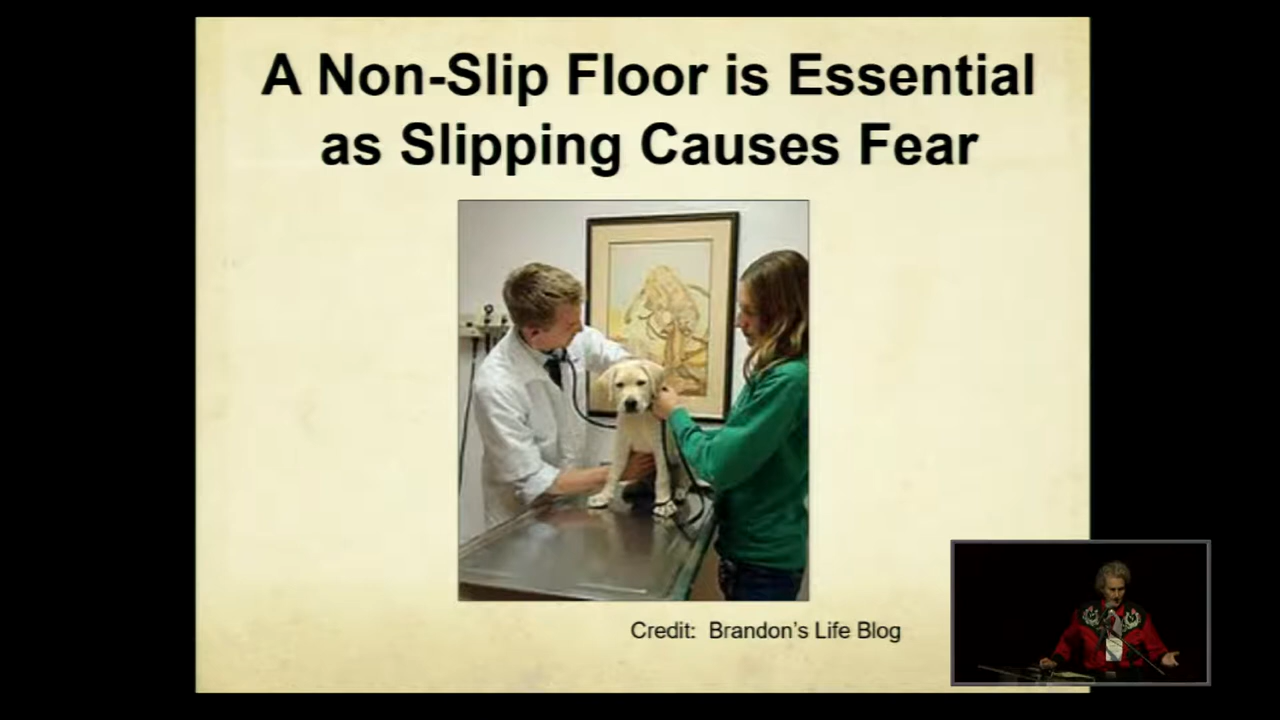 A Non-Slip Floor is Essential
as Slipping Causes Fear
Credit: Brandon's Life Blog